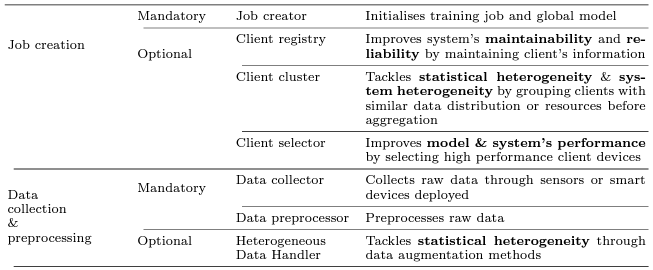 Mandatory Job creator Initialises training job and global model
Job creation
Optional
Client registry Improves system's maintainability and re-
liability by maintaining client's information
Client cluster Tackles statistical heterogeneity & sys-
tem heterogeneity by grouping clients with
similar data distribution or resources before
aggregation
Client selector Improves model & system's performance
by selecting high performance client devices
Data
collection
&
preprocessing
Mandatory
Data collector Collects raw data through sensors or smart
devices deployed
Data preprocessor Preprocesses raw data
Optional Heterogeneous Tackles statistical heterogeneity through
Data Handler data augmentation methods